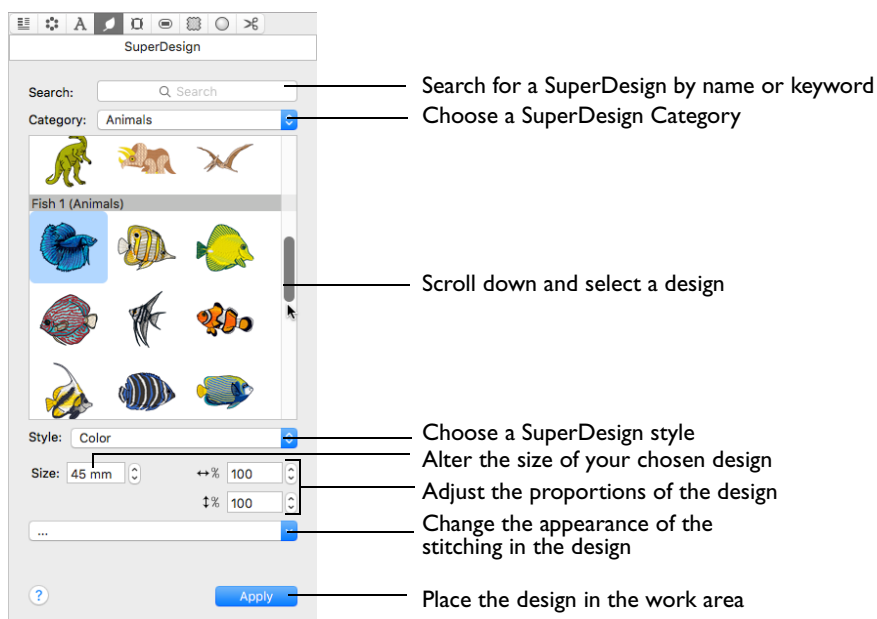 A
SuperDesign
Search: Search
Search for a SuperDesign by name or keyword
Category: Animals
Choose a SuperDesign Category
Fish 1 (Animals)
Scroll down and select a design
Style: Color
Choose a SuperDesign style
Size: 45 mm
Alter the size of your chosen design
↔% 100
Adjust the proportions of the design
↕% 100
...
Change the appearance of the
stitching in the design
? Apply
Place the design in the work area